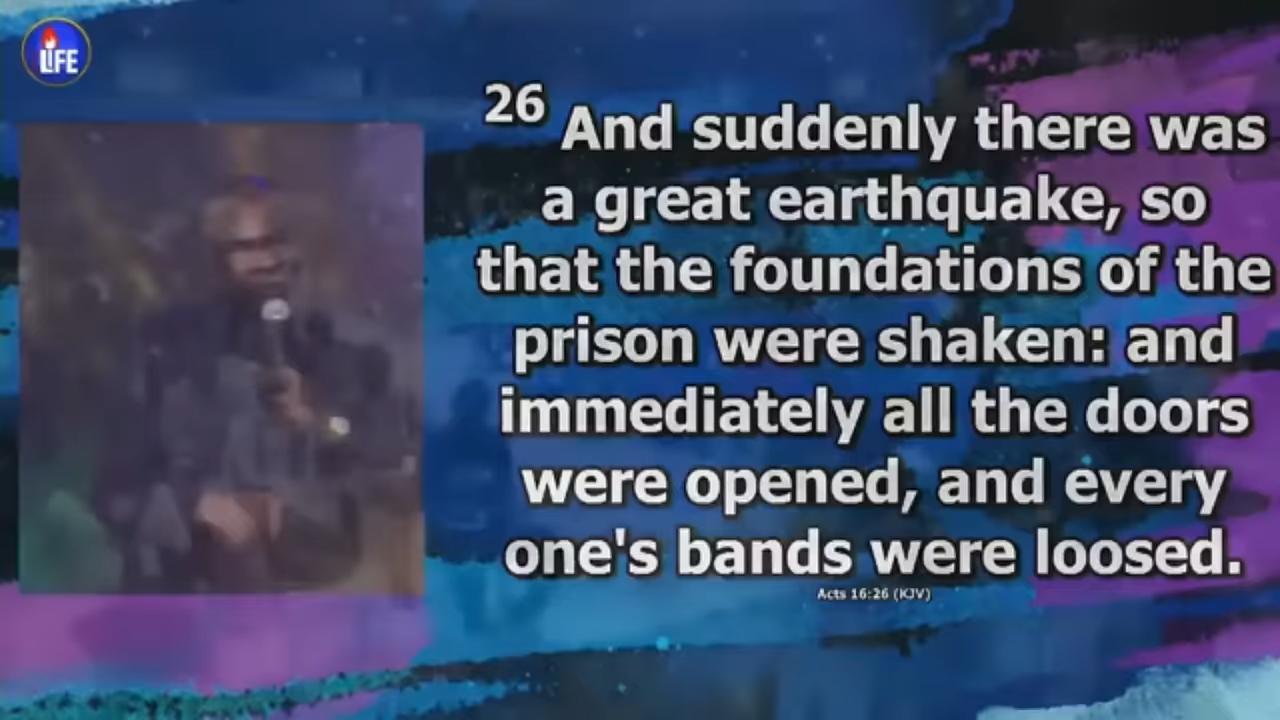 LIFE
26 And suddenly there was
a great earthquake, so
that the foundations of the
prison were shaken: and
immediately all the doors
were opened, and every
one's bands were loosed.
Acts 16:26 (KJV)